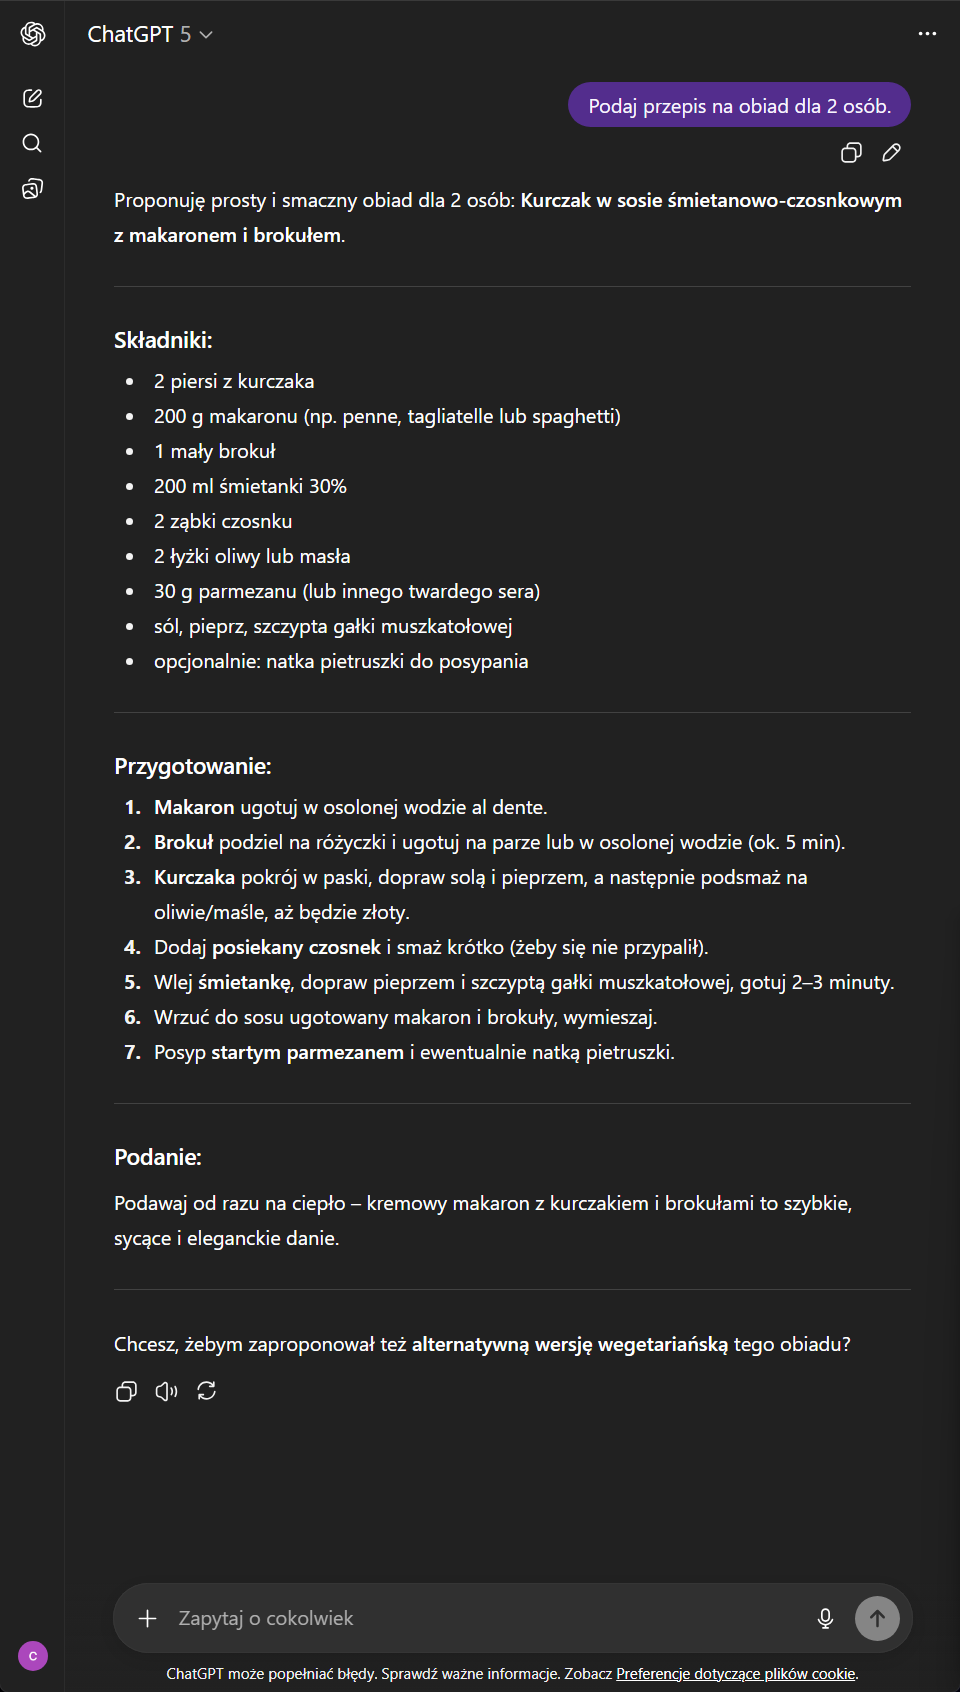 ChatGPT 5
Podaj przepis na obiad dla 2 osób.
Proponuję prosty i smaczny obiad dla 2 osób: Kurczak w sosie śmietanowo-czosnkowym
z makaronem i brokułem.
Składniki:
2 piersi z kurczaka
200 g makaronu (np. penne, tagliatelle lub spaghetti)
1 mały brokuł
200 ml śmietanki 30%
2 ząbki czosnku
2 łyżki oliwy lub masła
30 g parmezanu (lub innego twardego sera)
sól, pieprz, szczypta gałki muszkatołowej
opcjonalnie: natka pietruszki do posypania
Przygotowanie:
1. Makaron ugotuj w osolonej wodzie al dente.
2. Brokuł podziel na różyczki i ugotuj na parze lub w osolonej wodzie (ok. 5 min).
3. Kurczaka pokrój w paski, dopraw solą i pieprzem, a następnie podsmaż na
oliwie/maśle, aż będzie złoty.
4. Dodaj posiekany czosnek i smaż krótko (żeby się nie przypalił).
5. Wlej śmietankę, dopraw pieprzem i szczyptą gałki muszkatołowej, gotuj 2–3 minuty.
6. Wrzuć do sosu ugotowany makaron i brokuły, wymieszaj.
7. Posyp startym parmezanem i ewentualnie natką pietruszki.
Podanie:
Podawaj od razu na ciepło – kremowy makaron z kurczakiem i brokułami to szybkie,
sycące i eleganckie danie.
Chcesz, żebym zaproponował też alternatywną wersję wegetariańską tego obiadu?
Zapytaj o cokolwiek
C
ChatGPT może popełniać błędy. Sprawdź ważne informacje. Zobacz Preferencje dotyczące plików cookie.